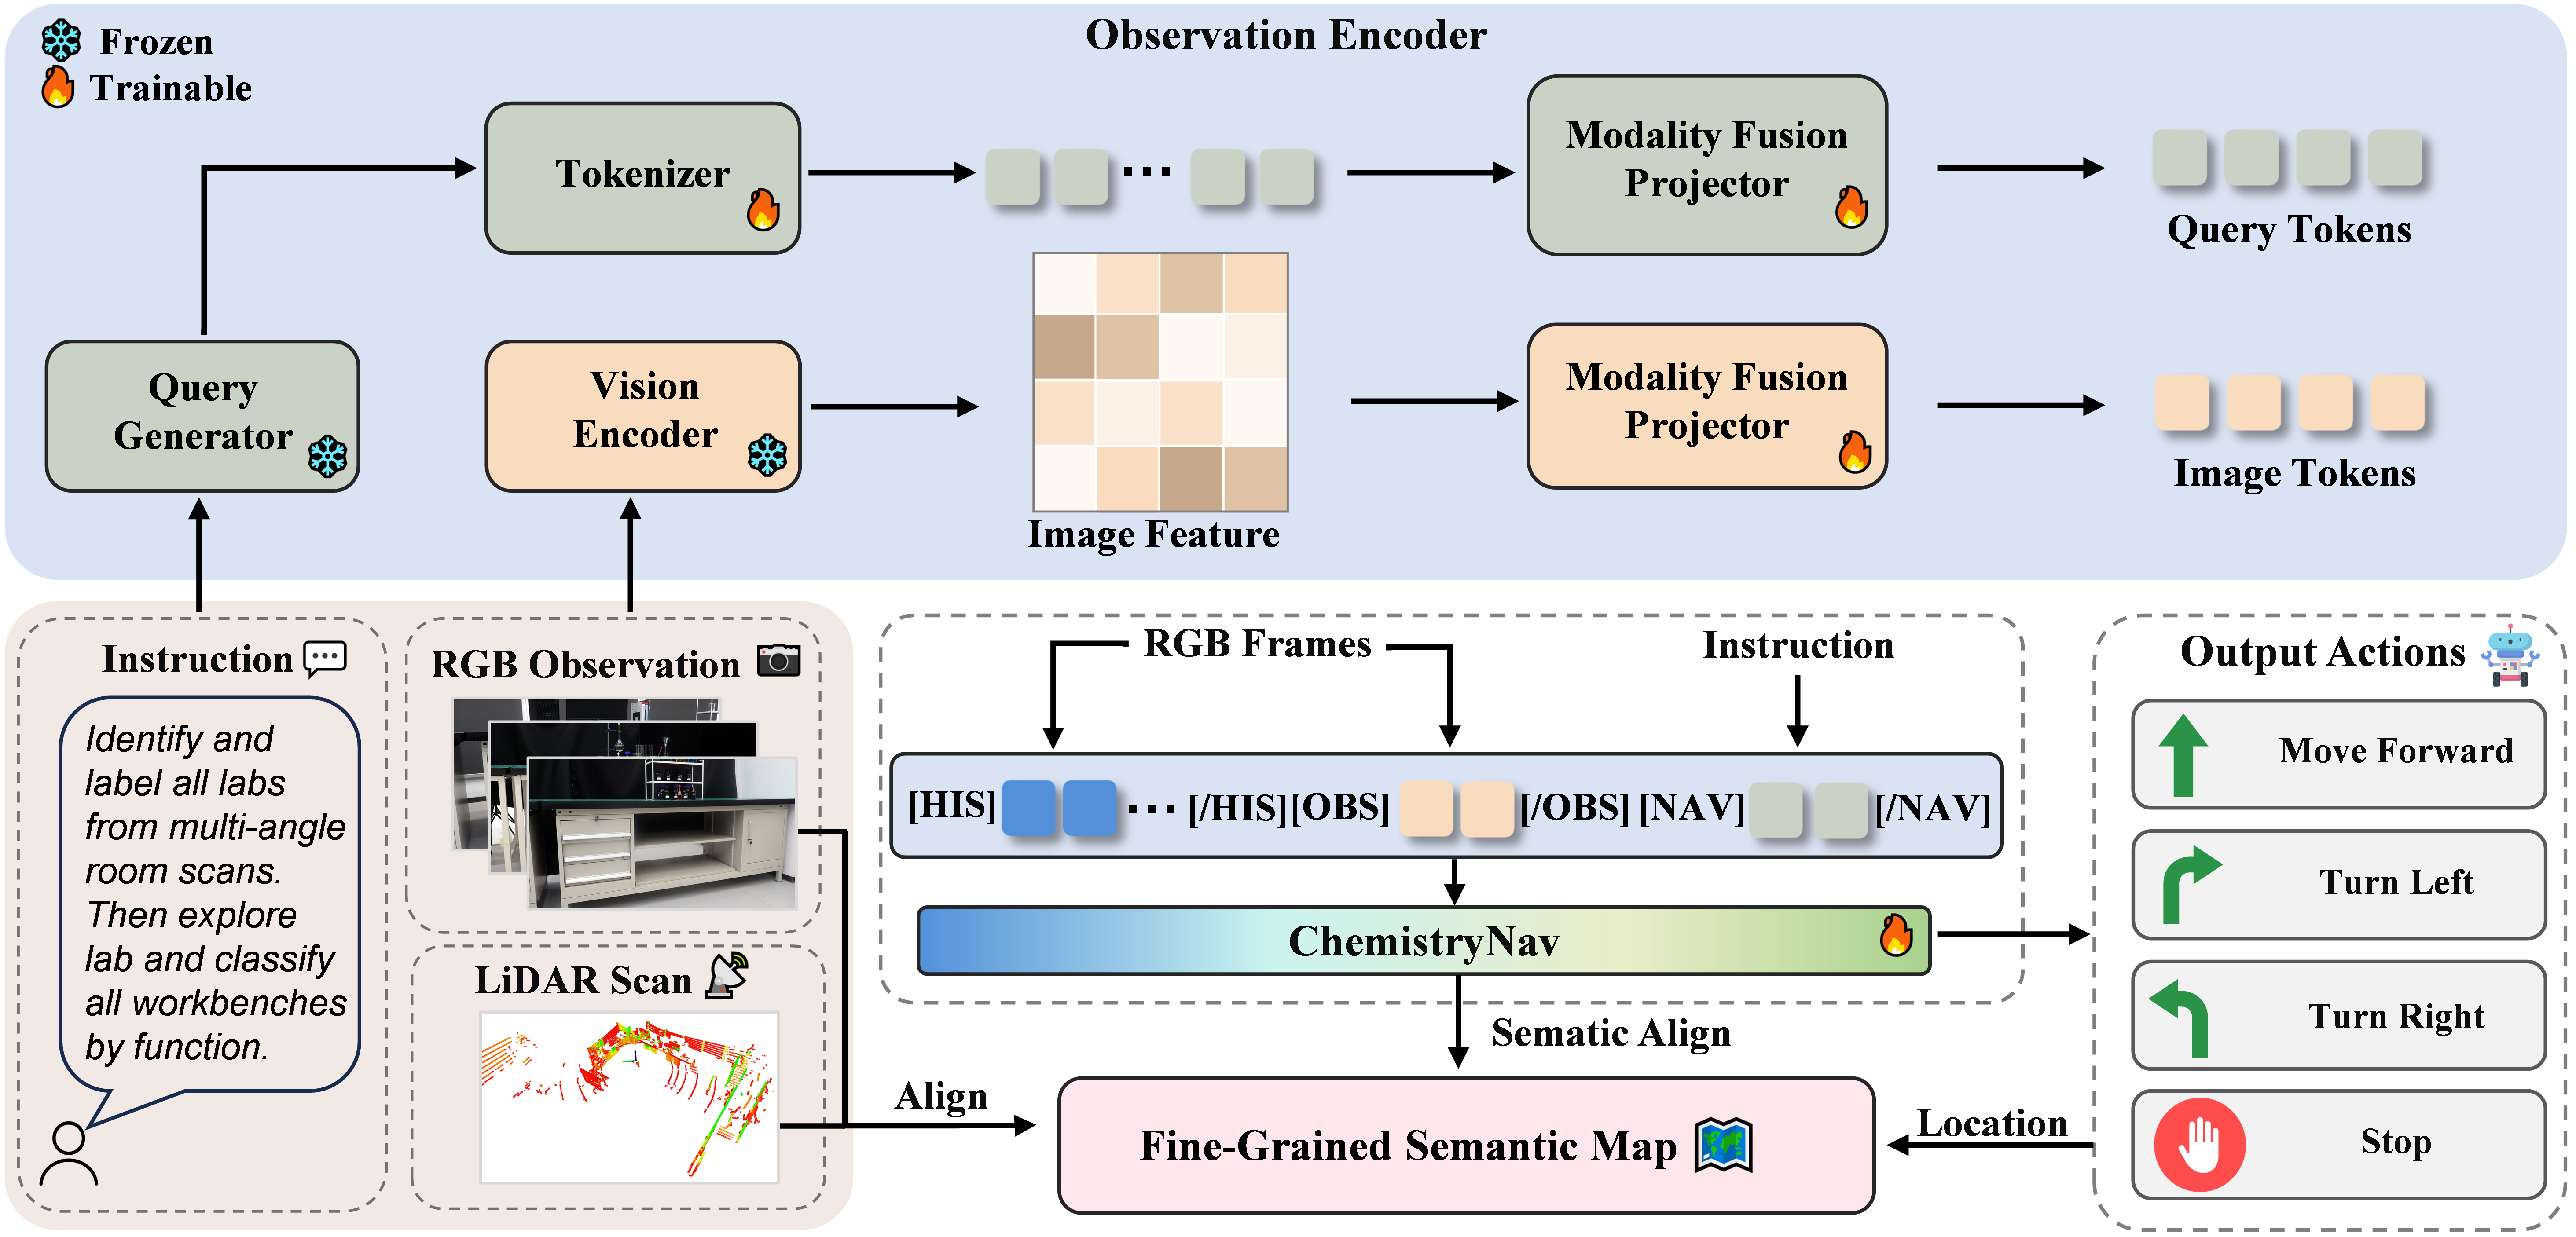 Observation Encoder
Frozen
Trainable
Tokenizer
Modality Fusion
Projector
Query Tokens
Query
Generator
Vision
Encoder
Image Feature
Modality Fusion
Projector
Image Tokens
Instruction
Identify and
label all labs
from multi-angle
room scans.
Then explore
lab and classify
all workbenches
by function.
RGB Observation
LiDAR Scan
Align
RGB Frames
Instruction
[HIS] ... [/HIS][OBS] [/OBS] [NAV] [/NAV]
ChemistryNav
Sematic Align
Fine-Grained Semantic Map
Location
Output Actions
Move Forward
Turn Left
Turn Right
Stop